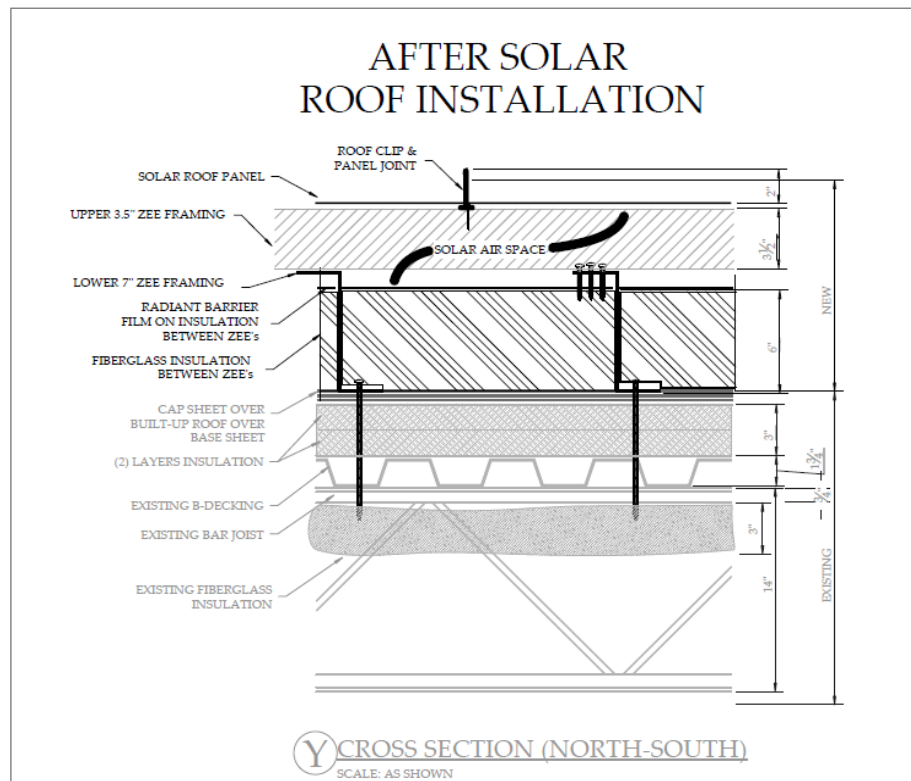 AFTER SOLAR
ROOF INSTALLATION
ROOF CLIP &
PANEL JOINT
SOLAR ROOF PANEL
UPPER 3.5" ZEE FRAMING
SOLAR AIR SPACE
LOWER 7" ZEE FRAMING
RADIANT BARRIER
FILM ON INSULATION
BETWEEN ZEE's
FIBERGLASS INSULATION
BETWEEN ZEE's
CAP SHEET OVER
BUILT-UP ROOF OVER
BASE SHEET
(2) LAYERS INSULATION
EXISTING B-DECKING
EXISTING BAR JOIST
EXISTING FIBERGLASS
INSULATION
2"
3½"
NEW
6"
3"
1¾"
¾"
3"
14"
EXISTING
Y CROSS SECTION (NORTH-SOUTH)
SCALE: AS SHOWN